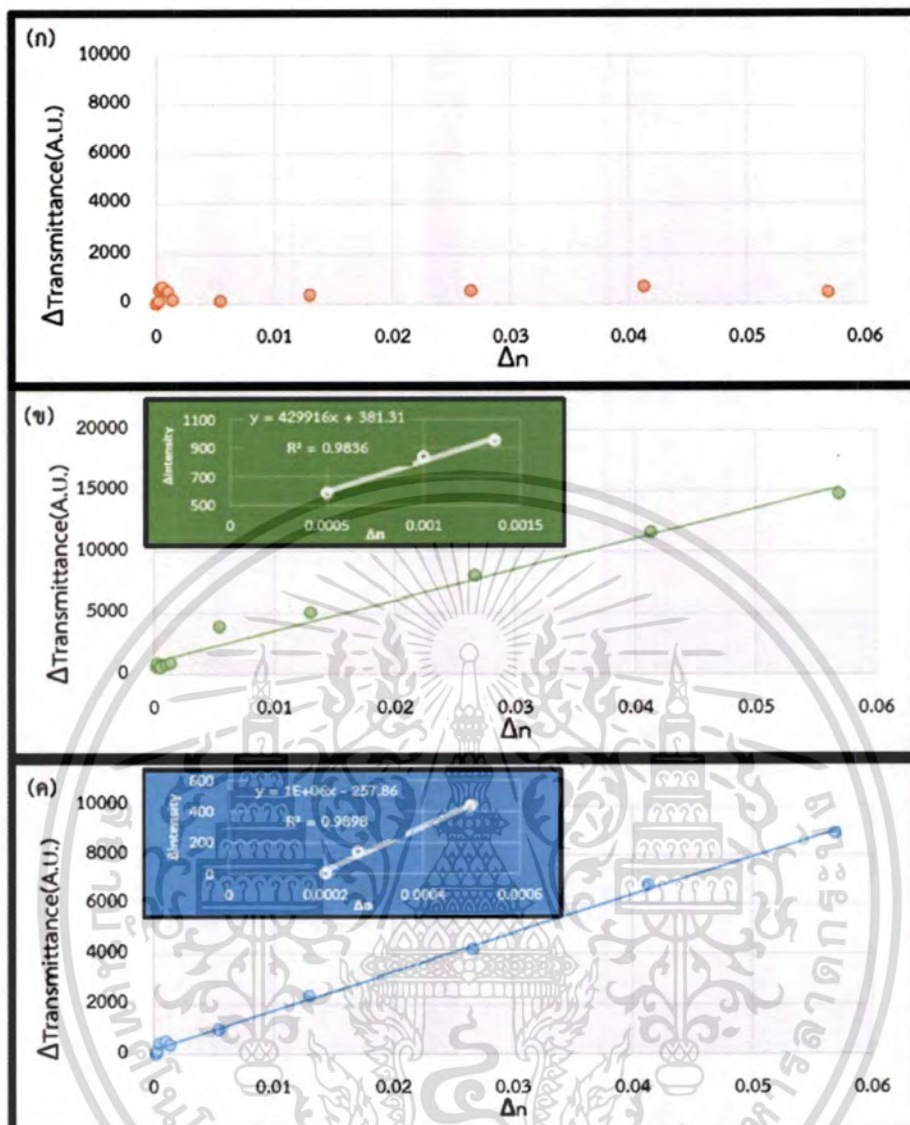 (ก)
ΔTransmittance(A.U.)
10000
8000
6000
4000
2000
0
0 0.01 0.02 0.03 0.04 0.05 0.06
Δn
(ข)
ΔTransmittance(A.U.)
20000
15000
10000
5000
0
0 0.01 0.02 0.03 0.04 0.05 0.06
Δn
y = 429916x + 381.31
R² = 0.9836
ΔIntensity
1100
900
700
500
0 0.0005 0.001 0.0015
Δn
(ค)
ΔTransmittance(A.U.)
10000
8000
6000
4000
2000
0
0 0.01 0.02 0.03 0.04 0.05 0.06
Δn
y = 1E+06x - 257.86
R² = 0.9898
ΔIntensity
600
400
200
0
0 0.0002 0.0004 0.0006
Δn